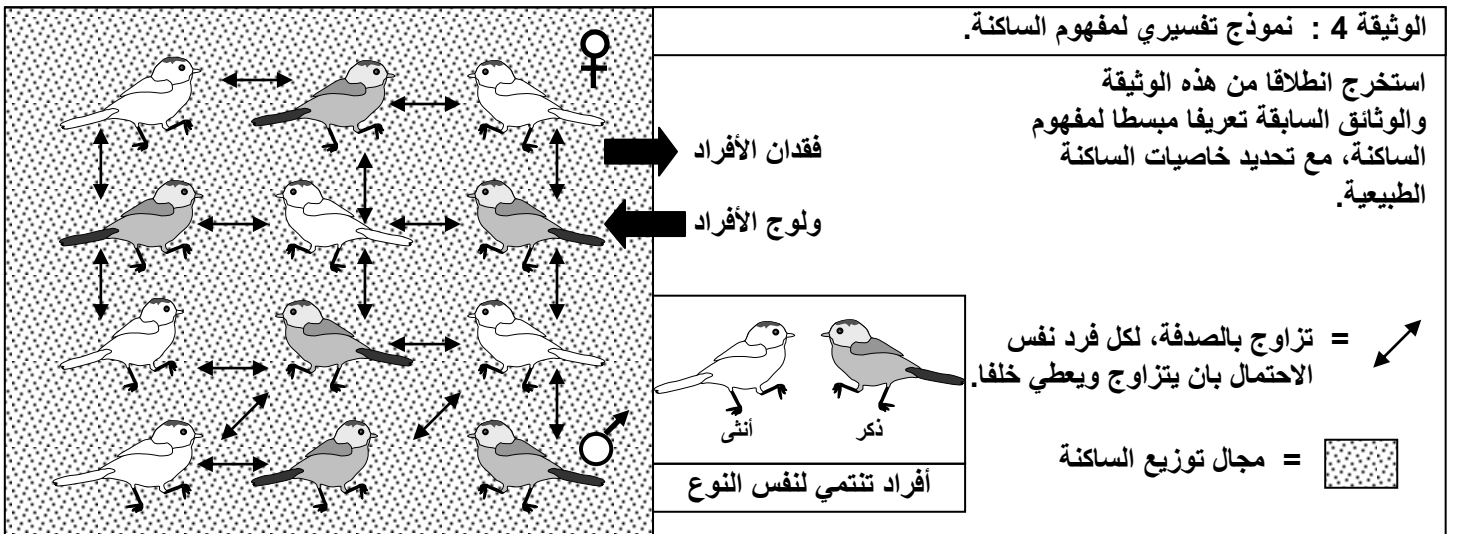 الوثيقة 4 : نموذج تفسيري لمفهوم الساكنة.
استخرج انطلاقا من هذه الوثيقة
والوثائق السابقة تعريفا مبسطا لمفهوم
الساكنة، مع تحديد خاصيات الساكنة
الطبيعية.
فقدان الأفراد
ولوج الأفراد
= تزاوج بالصدفة، لكل فرد نفس
الاحتمال بان يتزاوج ويعطي خلفا.
ذكر
أنثى
أفراد تنتمي لنفس النوع
= مجال توزيع الساكنة